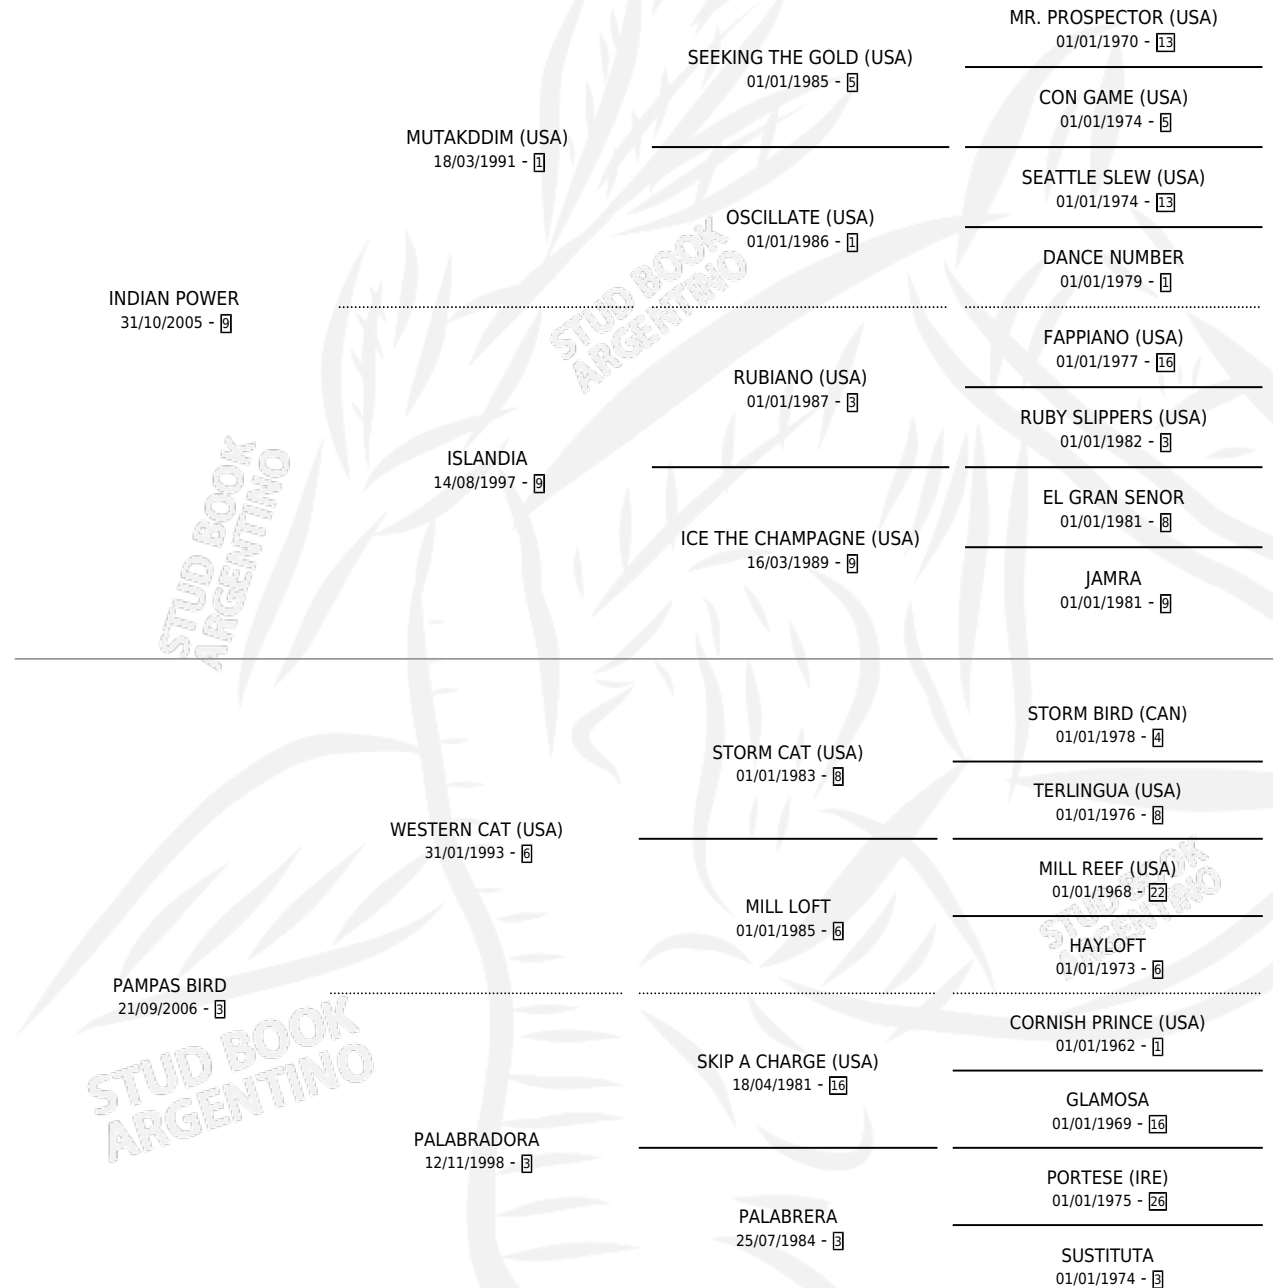 MR. PROSPECTOR (USA)
01/01/1970 - 13
SEEKING THE GOLD (USA)
01/01/1985 - 5
CON GAME (USA)
01/01/1974 - 5
MUTAKDDIM (USA)
18/03/1991 - 1
SEATTLE SLEW (USA)
01/01/1974 - 13
OSCILLATE (USA)
01/01/1986 - 1
DANCE NUMBER
01/01/1979 - 1
INDIAN POWER
31/10/2005 - 9
STUD BOOK
ARGENTINO
FAPPIANO (USA)
01/01/1977 - 16
RUBIANO (USA)
01/01/1987 - 3
RUBY SLIPPERS (USA)
01/01/1982 - 3
ISLANDIA
14/08/1997 - 9
EL GRAN SENOR
01/01/1981 - 8
ICE THE CHAMPAGNE (USA)
16/03/1989 - 9
JAMRA
01/01/1981 - 9
STUD BOOK
ARGENTINO
STORM BIRD (CAN)
01/01/1978 - 4
STORM CAT (USA)
01/01/1983 - 8
TERLINGUA (USA)
01/01/1976 - 8
WESTERN CAT (USA)
31/01/1993 - 6
MILL REEF (USA)
01/01/1968 - 22
MILL LOFT
01/01/1985 - 6
STUD BOOK
ARGENTINO
HAYLOFT
01/01/1973 - 6
PAMPAS BIRD
21/09/2006 - 3
STUD BOOK
ARGENTINO
CORNISH PRINCE (USA)
01/01/1962 - 1
SKIP A CHARGE (USA)
18/04/1981 - 16
GLAMOSA
01/01/1969 - 16
PALABRADORA
12/11/1998 - 3
PORTESE (IRE)
01/01/1975 - 26
PALABRERA
25/07/1984 - 3
SUSTITUTA
01/01/1974 - 3